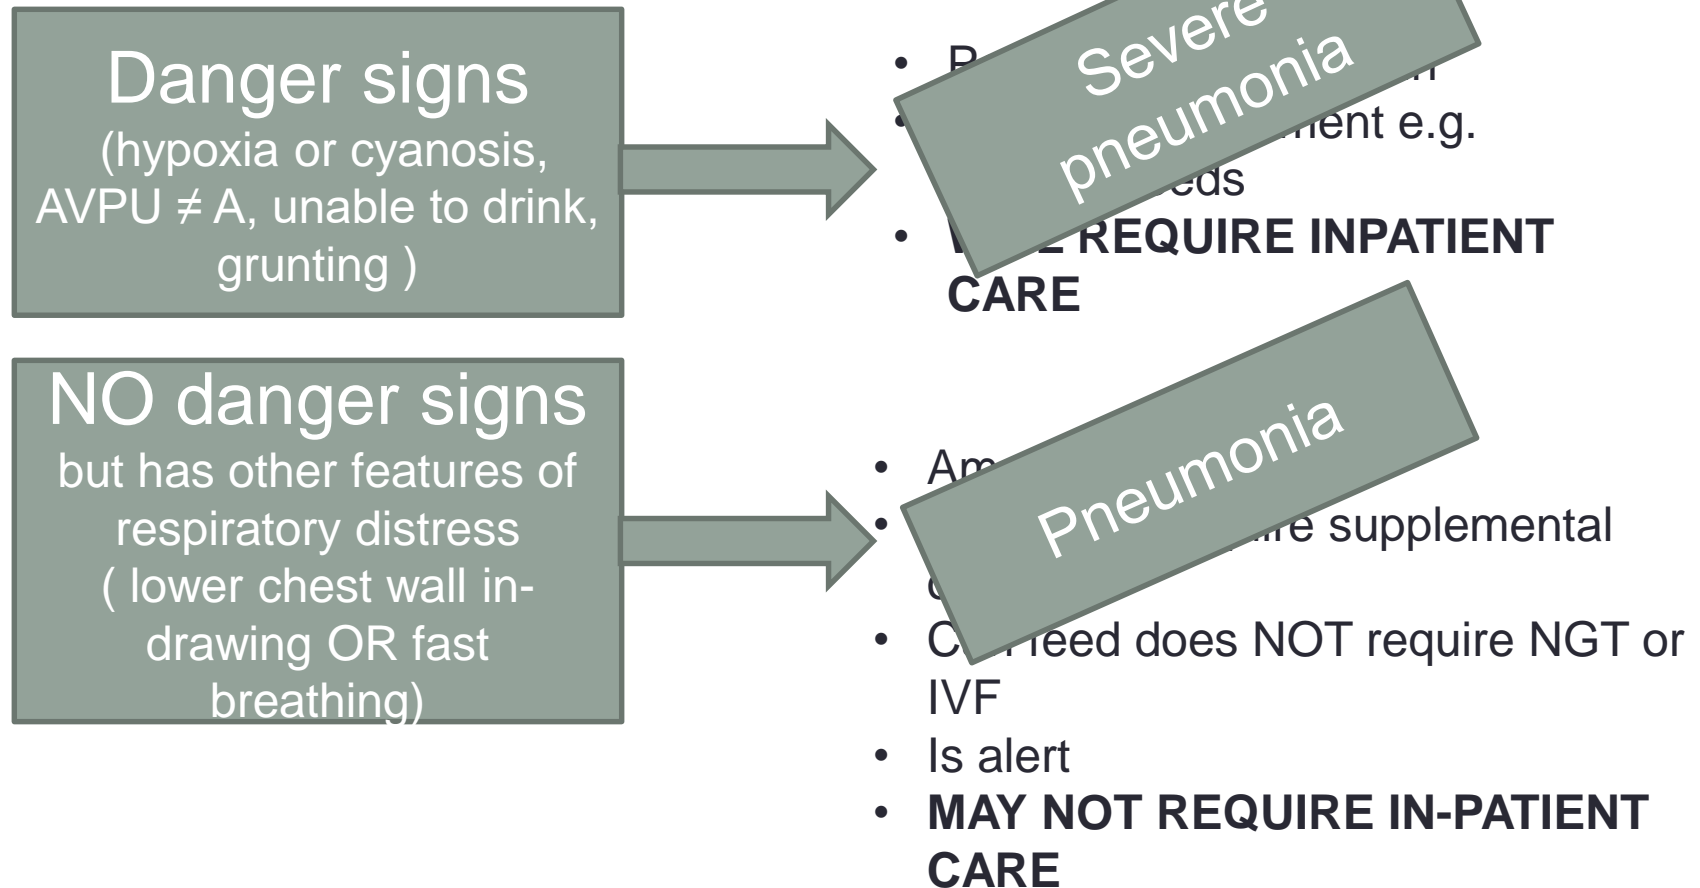 Danger signs
(hypoxia or cyanosis,
AVPU ≠ A, unable to drink,
grunting )
Severe
pneumonia
•
• e.g.
• REQUIRE INPATIENT
CARE
NO danger signs
but has other features of
respiratory distress
( lower chest wall in-
drawing OR fast
breathing)
Pneumonia
•
• supplemental
• feed does NOT require NGT or
IVF
• Is alert
• MAY NOT REQUIRE IN-PATIENT
CARE